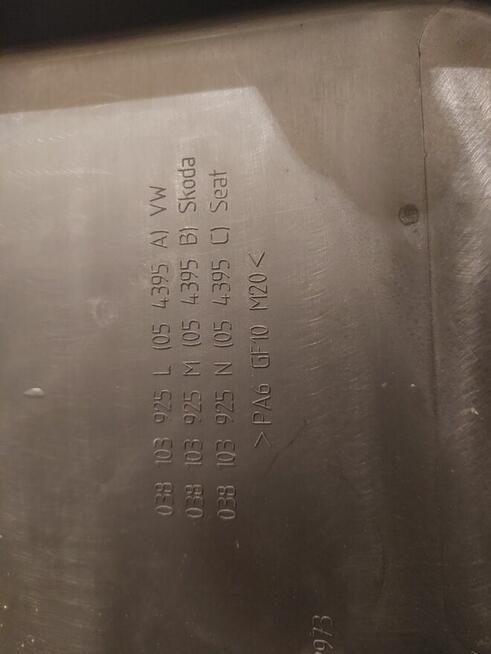 038 103 925 L (05 4395 A) VW
038 103 925 M (05 4395 B) Skoda
038 103 925 N (05 4395 C) Seat
>PA6 GF10 M20<